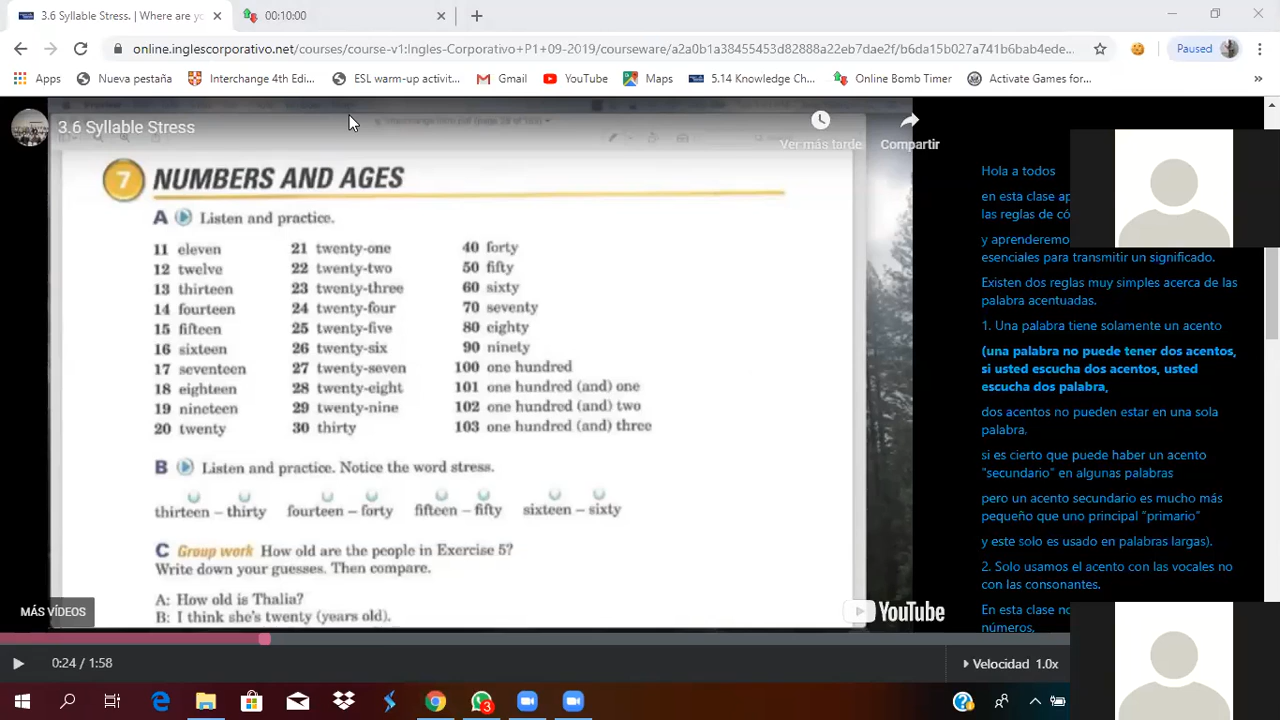 3.6 Syllable Stress. | Where are yo
00:10:00
online.inglescorporativo.net/courses/course-v1:Ingles-Corporativo+P1+09-2019/courseware/a2a0b1a38455453d82888a22eb7dae2f/b6da15b027a741b6bab4ede...
Paused
Apps
Nueva pestaña
Interchange 4th Edi...
ESL warm-up activit...
Gmail
YouTube
Maps
5.14 Knowledge Ch...
Online Bomb Timer
Activate Games for...
»
3.6 Syllable Stress
Ver más tarde
Compartir
7 NUMBERS AND AGES
A Listen and practice.
11 eleven 21 twenty-one 40 forty
12 twelve 22 twenty-two 50 fifty
13 thirteen 23 twenty-three 60 sixty
14 fourteen 24 twenty-four 70 seventy
15 fifteen 25 twenty-five 80 eighty
16 sixteen 26 twenty-six 90 ninety
17 seventeen 27 twenty-seven 100 one hundred
18 eighteen 28 twenty-eight 101 one hundred (and) one
19 nineteen 29 twenty-nine 102 one hundred (and) two
20 twenty 30 thirty 103 one hundred (and) three
B Listen and practice. Notice the word stress.
thirteen – thirty fourteen – forty fifteen – fifty sixteen – sixty
C Group work How old are the people in Exercise 5?
Write down your guesses. Then compare.
A: How old is Thalia?
B: I think she's twenty (years old).
MÁS VÍDEOS
YouTube
0:24 / 1:58
Velocidad 1.0x
Hola a todos
en esta clase
las reglas de
y aprenderemo
esenciales para transmitir un significado.
Existen dos reglas muy simples acerca de las
palabra acentuadas.
1. Una palabra tiene solamente un acento
(una palabra no puede tener dos acentos,
si usted escucha dos acentos, usted
escucha dos palabra,
dos acentos no pueden estar en una sola
palabra.
si es cierto que puede haber un acento
"secundario" en algunas palabras
pero un acento secundario es mucho más
pequeño que uno principal "primario"
y este solo es usado en palabras largas).
2. Solo usamos el acento con las vocales no
con las consonantes.
En esta clase
números,
3